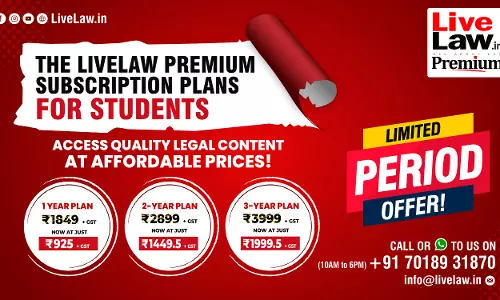 LiveLaw.in
THE LIVELAW PREMIUM
SUBSCRIPTION PLANS
FOR STUDENTS
ACCESS QUALITY LEGAL CONTENT
AT AFFORDABLE PRICES!
1 YEAR PLAN
₹1849 + GST
NOW AT JUST
₹925 + GST
2-YEAR PLAN
₹2899 + GST
NOW AT JUST
₹1449.5 + GST
3-YEAR PLAN
₹3999 + GST
NOW AT JUST
₹1999.5 + GST
Live
Law.in
Premium
LIMITED
PERIOD
OFFER!
CALL OR TO US ON
(10AM to 6PM) +91 70189 31870
info@livelaw.in